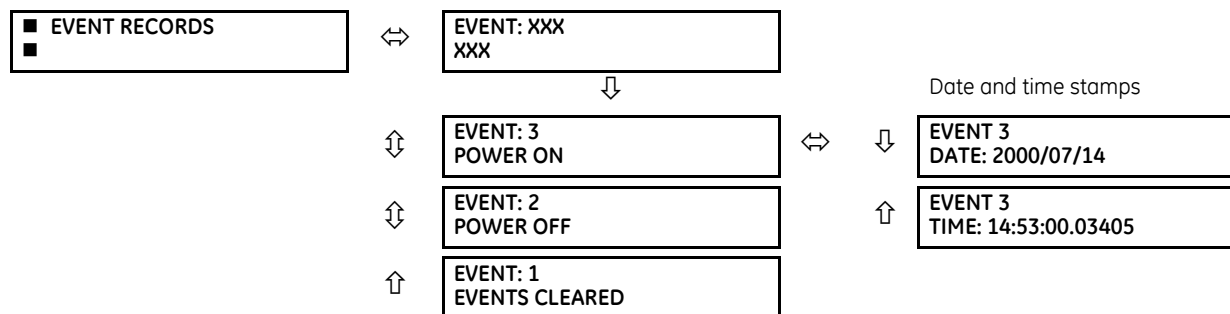 ■ EVENT RECORDS
■
EVENT: XXX
XXX
Date and time stamps
EVENT: 3
POWER ON
EVENT 3
DATE: 2000/07/14
EVENT: 2
POWER OFF
EVENT 3
TIME: 14:53:00.03405
EVENT: 1
EVENTS CLEARED